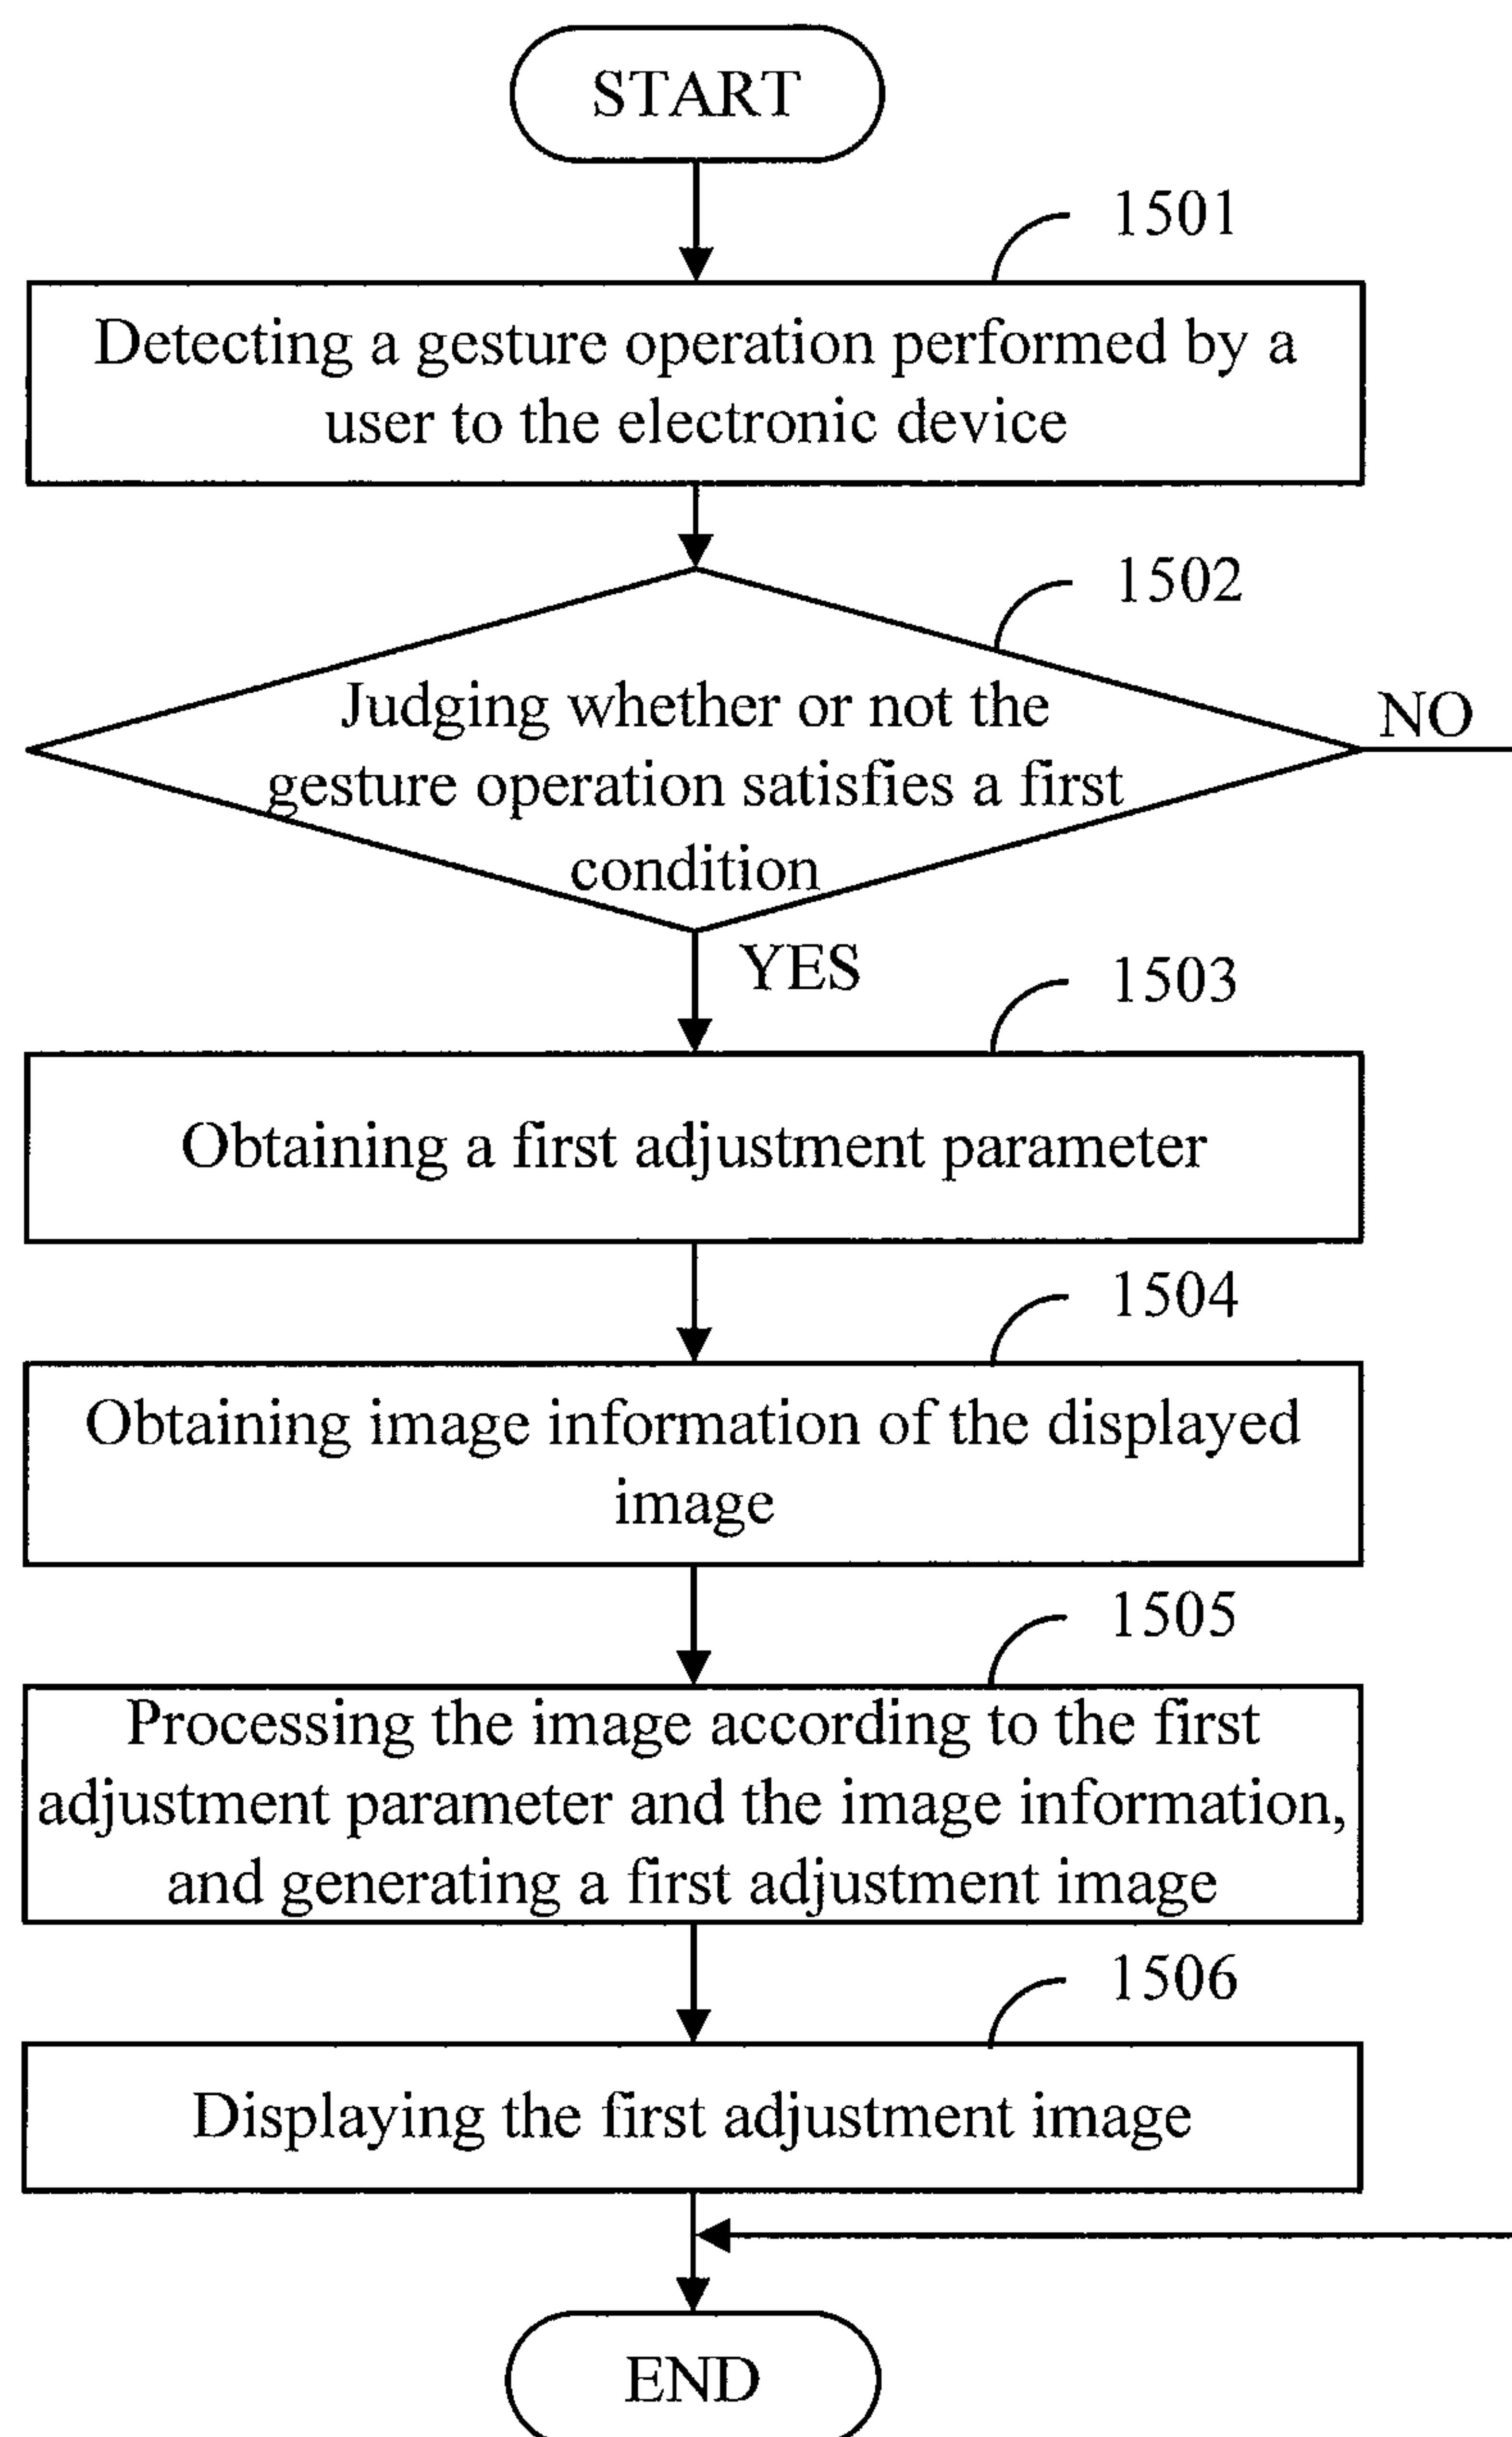 START
1501
Detecting a gesture operation performed by a
user to the electronic device
1502
Judging whether or not the
gesture operation satisfies a first
condition
NO
YES
1503
Obtaining a first adjustment parameter
1504
Obtaining image information of the displayed
image
1505
Processing the image according to the first
adjustment parameter and the image information,
and generating a first adjustment image
1506
Displaying the first adjustment image
END